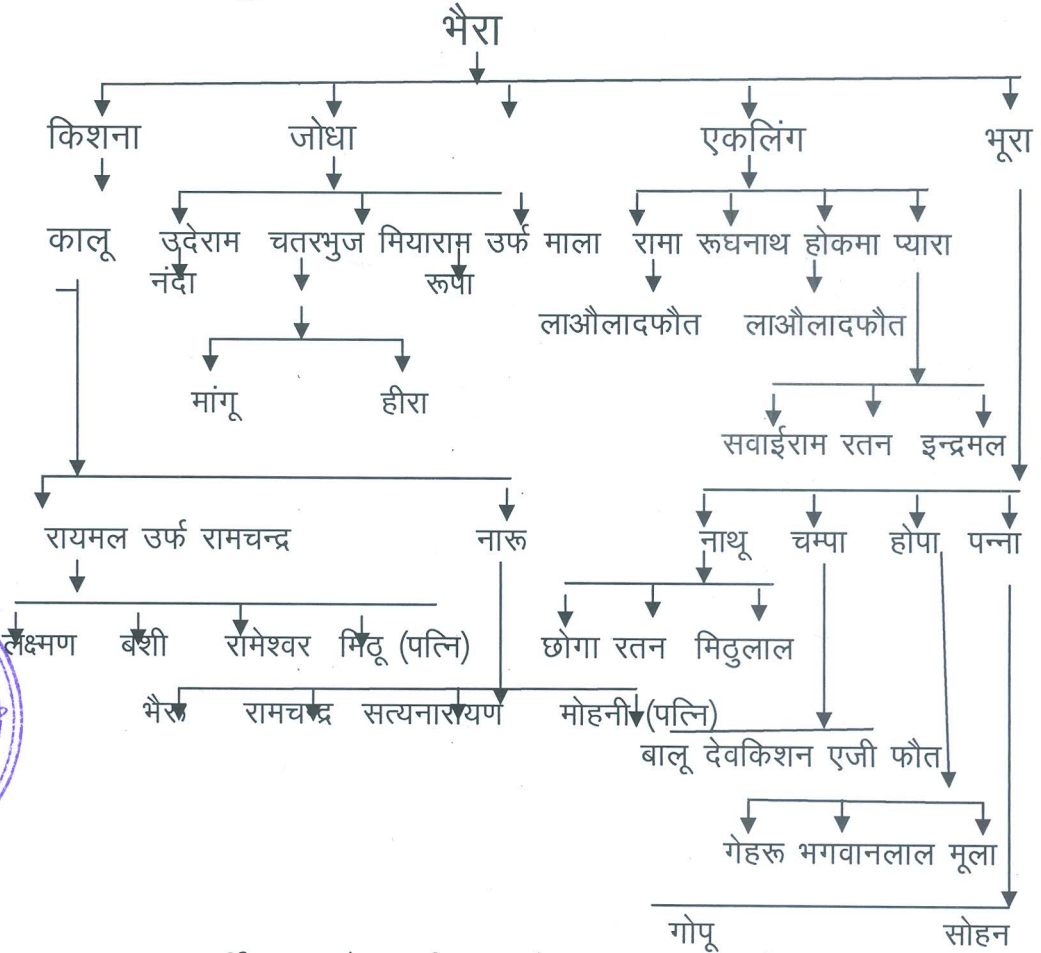 भैरा
किशना जोधा एकलिंग भूरा
कालू उदेराम चतरभुज मियाराम उर्फ माला रामा रूघनाथ होकमा प्यारा
नंदा रूपा
लाऔलादफौत लाऔलादफौत
मांगू हीरा
सवाईराम रतन इन्द्रमल
रायमल उर्फ रामचन्द्र नारू नाथू चम्पा होपा पन्ना
लक्ष्मण बंशी रामेश्वर मिठू (पत्नि) छोगा रतन मिठुलाल
भैरू रामचन्द्र सत्यनारायण मोहनी (पत्नि)
बालू देवकिशन एजी फौत
गेहरू भगवानलाल मूला
गोपू सोहन